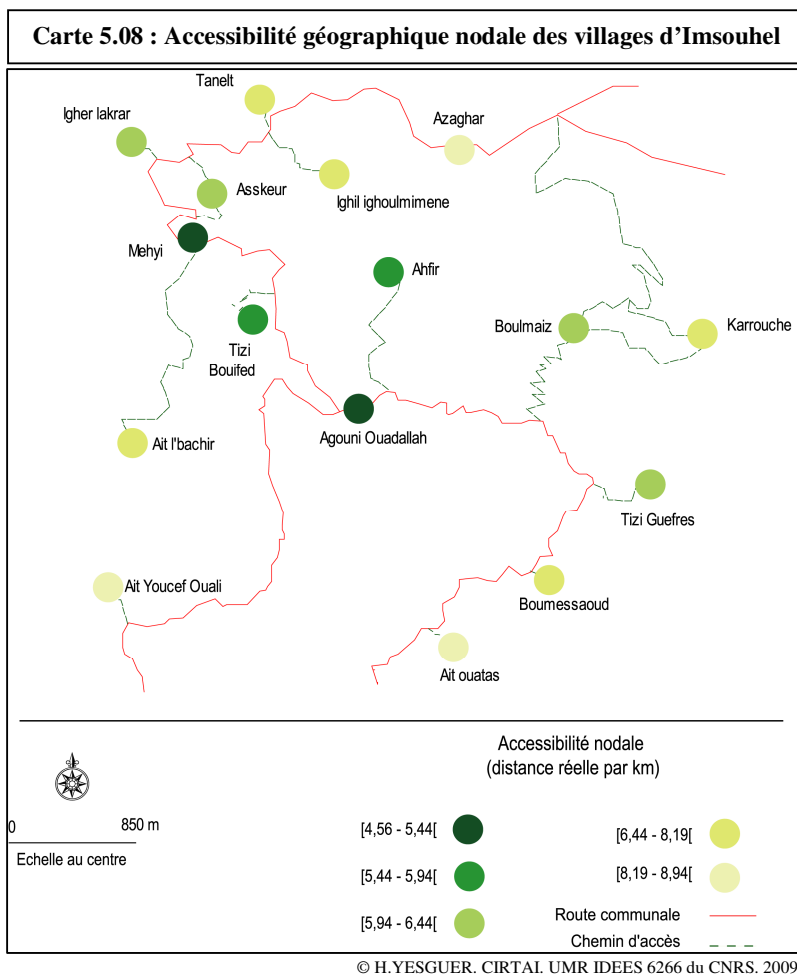 Carte 5.08 : Accessibilité géographique nodale des villages d'Imsouhel
Tanelt
Igher lakrar
Azaghar
Asskeur
Ighil ighoulmimene
Mehyi
Ahfir
Boulmaiz
Karrouche
Tizi
Bouifed
Agouni Ouadallah
Ait l'bachir
Tizi Guefres
Ait Youcef Ouali
Boumessaoud
Ait ouatas
Accessibilité nodale
(distance réelle par km)
0 850 m
Echelle au centre
[4,56 - 5,44[
[6,44 - 8,19[
[5,44 - 5,94[
[8,19 - 8,94[
[5,94 - 6,44[
Route communale
Chemin d'accès
© H.YESGUER. CIRTAI. UMR IDEES 6266 du CNRS. 2009